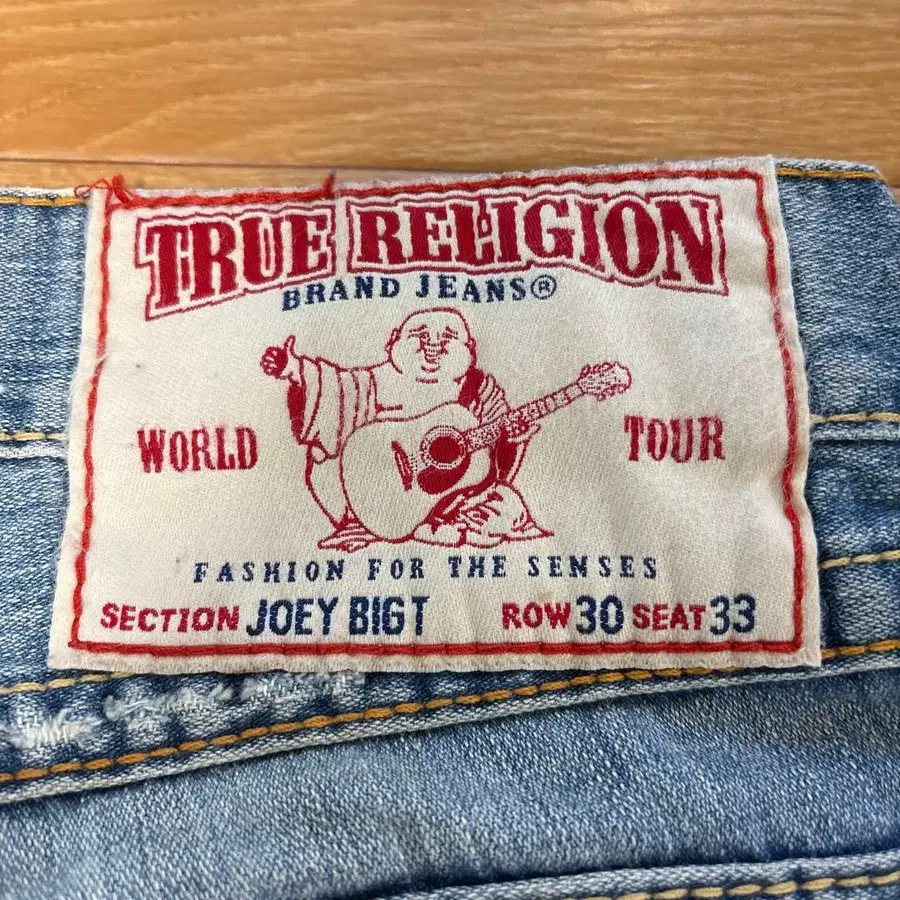 TRUE RELIGION
BRAND JEANS®
WORLD TOUR
FASHION FOR THE SENSES
SECTION JOEY BIG T ROW 30 SEAT 33